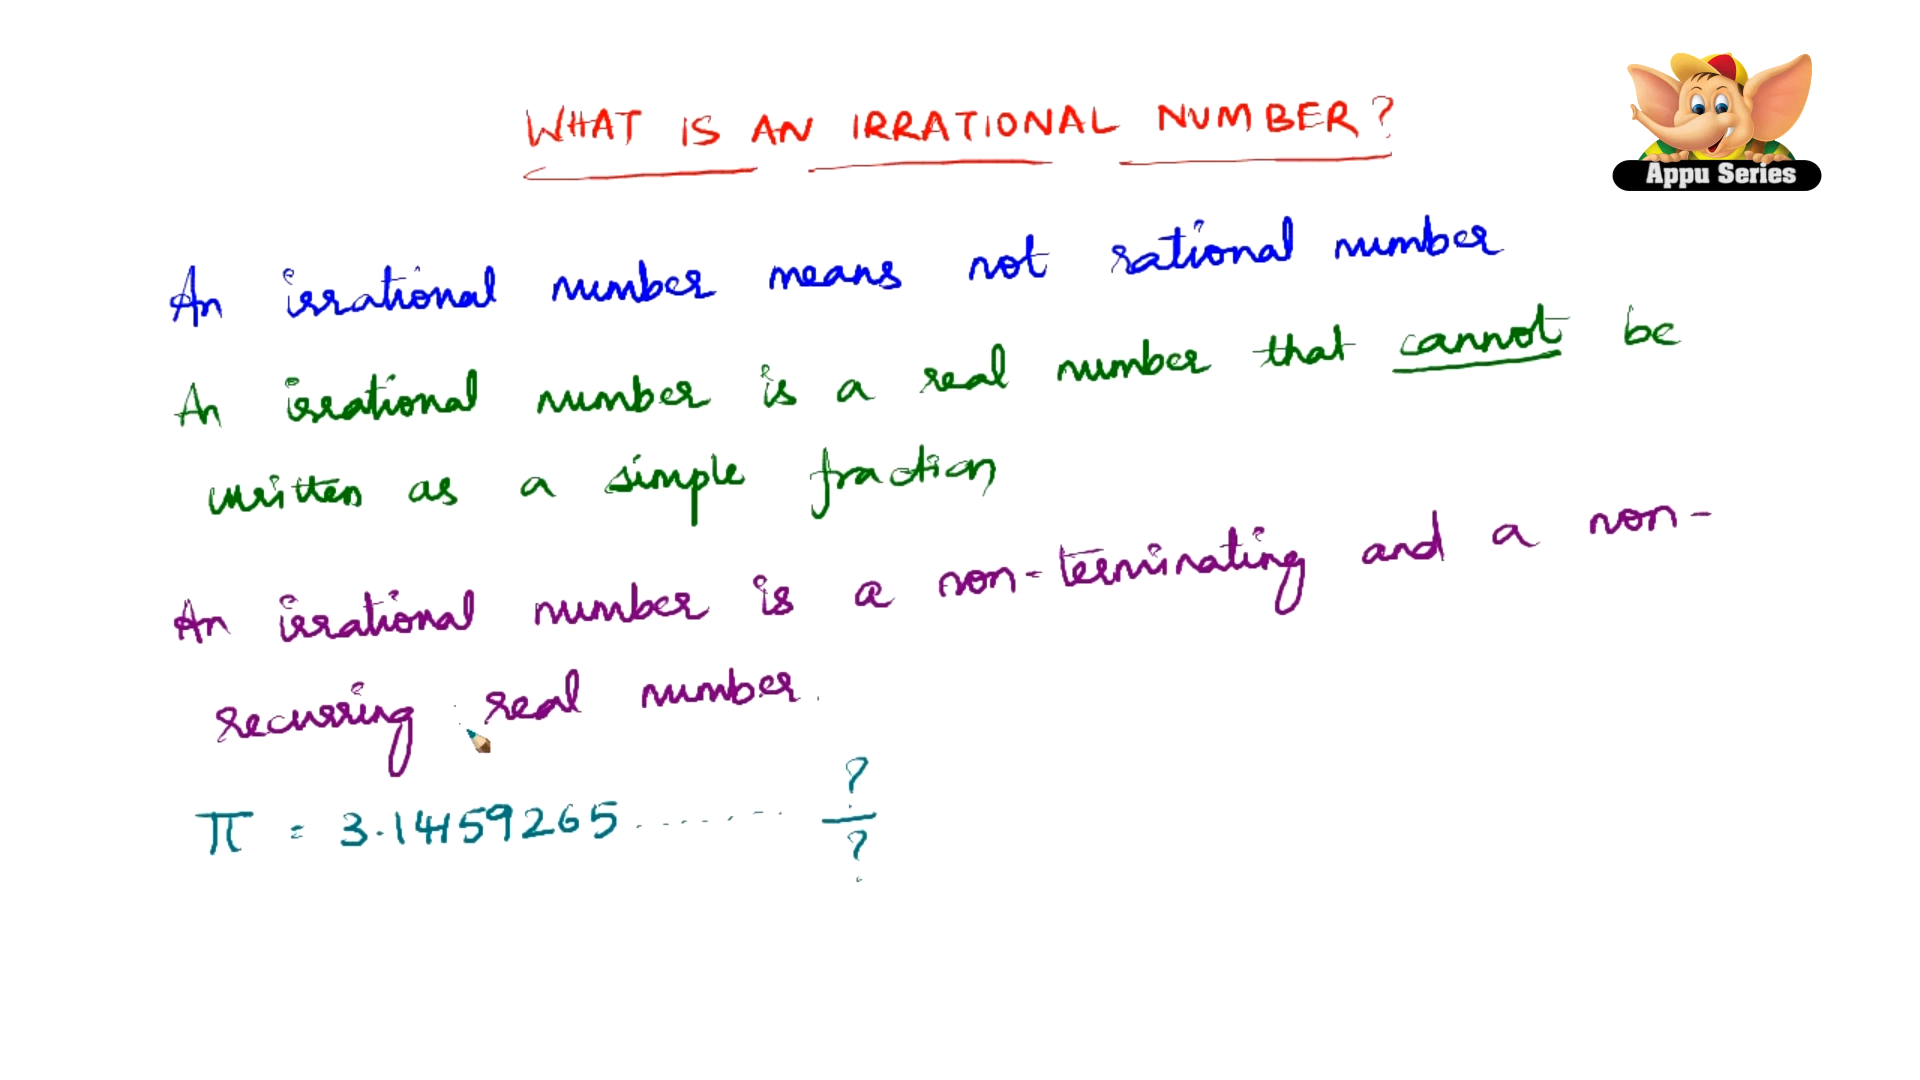 WHAT IS AN IRRATIONAL NUMBER?
Appu Series
An irrational number means not rational number
An irrational number is a real number that cannot be
written as a simple fraction
An irrational number is a non-terminating and a non-
recurring real number.
π = 3.14159265....... ?/?